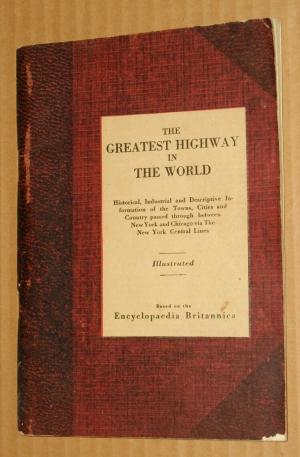 THE
GREATEST HIGHWAY
IN
THE WORLD
Historical, Industrial and Descriptive In-
formation of the Towns, Cities and
Country passed through between
New York and Chicago via The
New York Central Lines
Illustrated
Based on the
Encyclopaedia Britannica